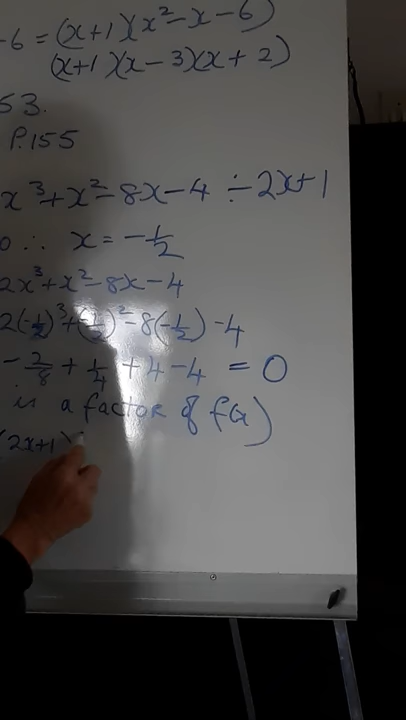 -6 = (x+1)(x²-x-6)
(x+1)(x-3)(x+2)
53.
P.155
x³+x²-8x-4 ÷ 2x+1
0 ∴ x = -½
2x³+x²-8x-4
2(-½)³+(-½)²-8(-½)-4
-2/8 + ¼ + 4 - 4 = 0
is a factor of f(x)
(2x+1)